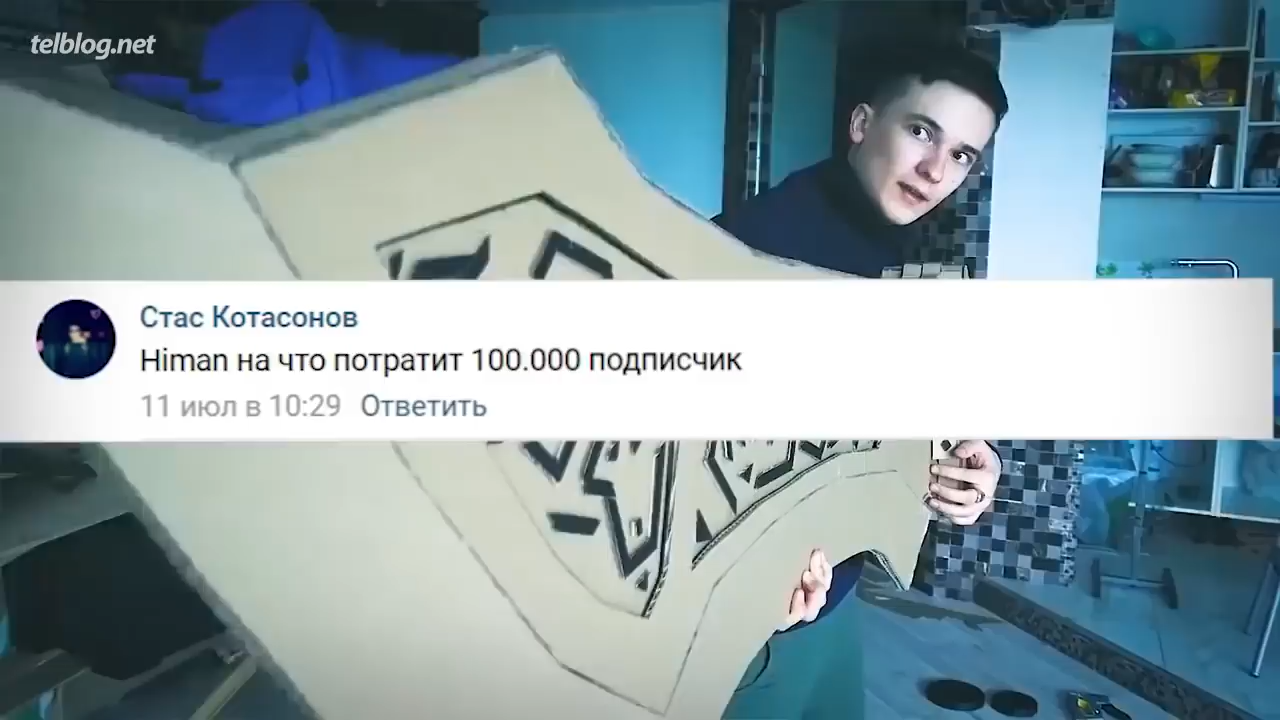 telblog.net
Стас Котасонов
Himan на что потратит 100.000 подписчик
11 июл в 10:29 Ответить